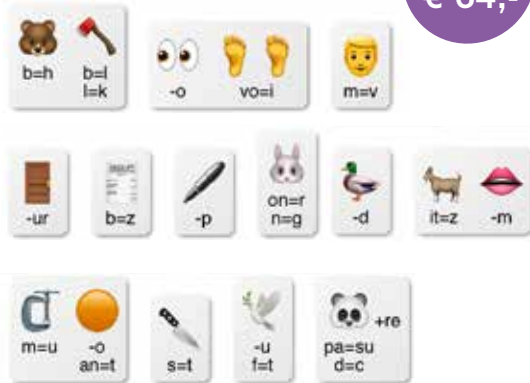 € 64,-
b=h b=l
l=k
-o vo=i
m=v
-ur
b=z
-p
on=r
n=g
-d
it=z -m
m=u -o
an=t
s=t
-u
f=t
+re
pa=su
d=c